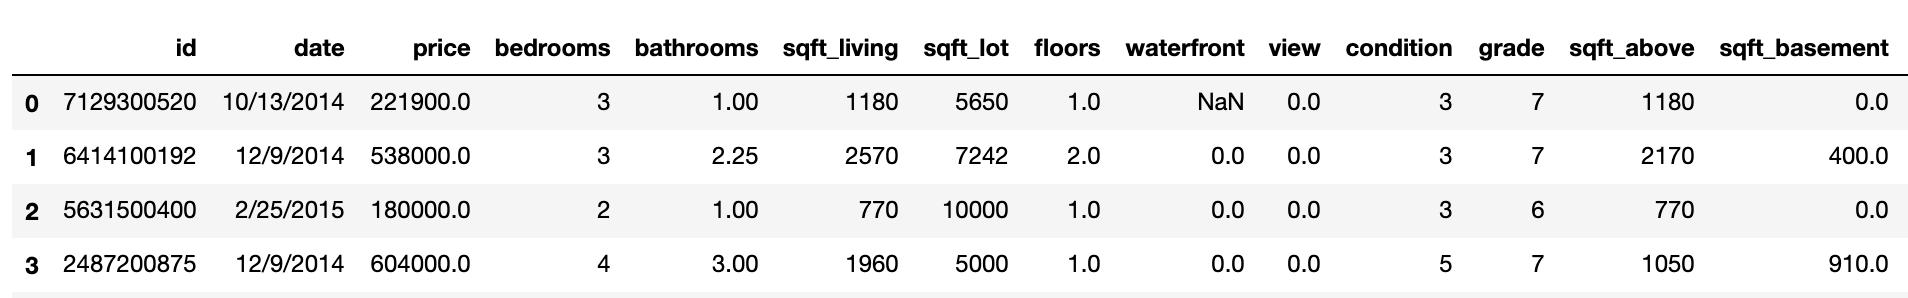 id date price bedrooms bathrooms sqft_living sqft_lot floors waterfront view condition grade sqft_above sqft_basement
0 7129300520 10/13/2014 221900.0 3 1.00 1180 5650 1.0 NaN 0.0 3 7 1180 0.0
1 6414100192 12/9/2014 538000.0 3 2.25 2570 7242 2.0 0.0 0.0 3 7 2170 400.0
2 5631500400 2/25/2015 180000.0 2 1.00 770 10000 1.0 0.0 0.0 3 6 770 0.0
3 2487200875 12/9/2014 604000.0 4 3.00 1960 5000 1.0 0.0 0.0 5 7 1050 910.0